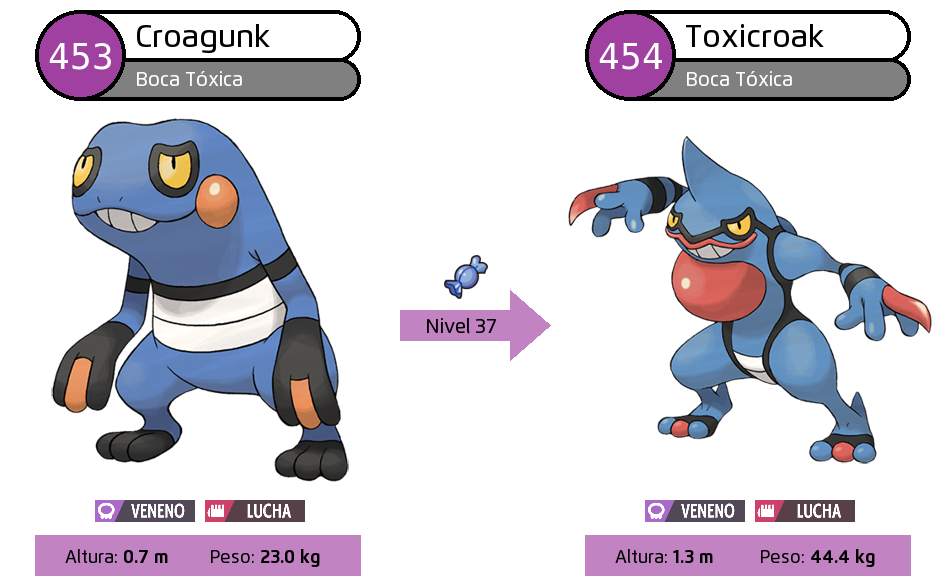 453
Croagunk
Boca Tóxica
454
Toxicroak
Boca Tóxica
Nivel 37
VENENO LUCHA
VENENO LUCHA
Altura: 0.7 m Peso: 23.0 kg
Altura: 1.3 m Peso: 44.4 kg